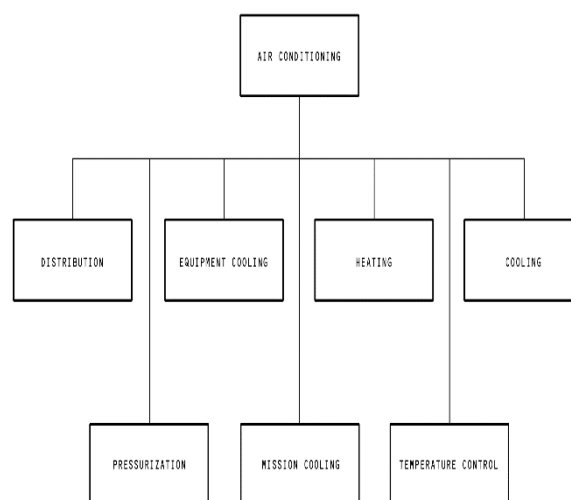 AIR CONDITIONING
DISTRIBUTION
EQUIPMENT COOLING
HEATING
COOLING
PRESSURIZATION
MISSION COOLING
TEMPERATURE CONTROL